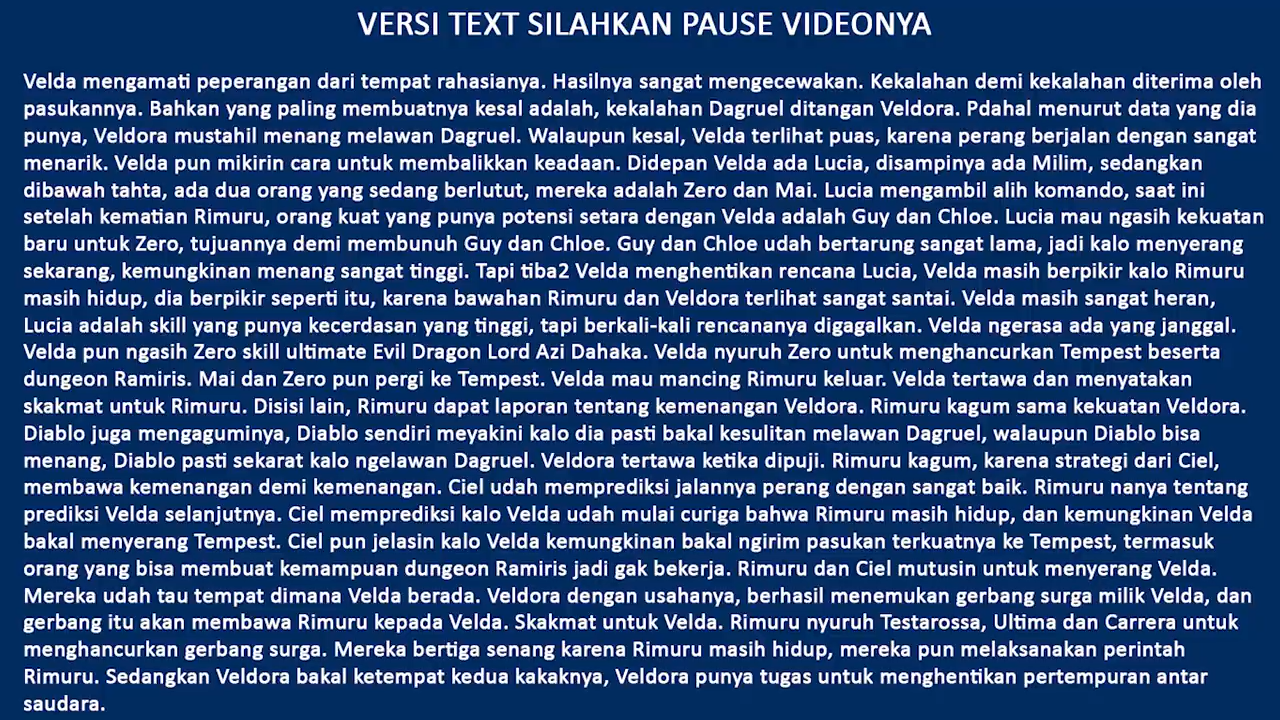 VERSI TEXT SILAHKAN PAUSE VIDEONYA
Velda mengamati peperangan dari tempat rahasianya. Hasilnya sangat mengecewakan. Kekalahan demi kekalahan diterima oleh
pasukannya. Bahkan yang paling membuatnya kesal adalah, kekalahan Dagruel ditangan Veldora. Pdahal menurut data yang dia
punya, Veldora mustahil menang melawan Dagruel. Walaupun kesal, Velda terlihat puas, karena perang berjalan dengan sangat
menarik. Velda pun mikirin cara untuk membalikkan keadaan. Didepan Velda ada Lucia, disampinya ada Milim, sedangkan
dibawah tahta, ada dua orang yang sedang berlutut, mereka adalah Zero dan Mai. Lucia mengambil alih komando, saat ini
setelah kematian Rimuru, orang kuat yang punya potensi setara dengan Velda adalah Guy dan Chloe. Lucia mau ngasih kekuatan
baru untuk Zero, tujuannya demi membunuh Guy dan Chloe. Guy dan Chloe udah bertarung sangat lama, jadi kalo menyerang
sekarang, kemungkinan menang sangat tinggi. Tapi tiba2 Velda menghentikan rencana Lucia, Velda masih berpikir kalo Rimuru
masih hidup, dia berpikir seperti itu, karena bawahan Rimuru dan Veldora terlihat sangat santai. Velda masih sangat heran,
Lucia adalah skill yang punya kecerdasan yang tinggi, tapi berkali-kali rencananya digagalkan. Velda ngerasa ada yang janggal.
Velda pun ngasih Zero skill ultimate Evil Dragon Lord Azi Dahaka. Velda nyuruh Zero untuk menghancurkan Tempest beserta
dungeon Ramiris. Mai dan Zero pun pergi ke Tempest. Velda mau mancing Rimuru keluar. Velda tertawa dan menyatakan
skakmat untuk Rimuru. Disisi lain, Rimuru dapat laporan tentang kemenangan Veldora. Rimuru kagum sama kekuatan Veldora.
Diablo juga mengaguminya, Diablo sendiri meyakini kalo dia pasti bakal kesulitan melawan Dagruel, walaupun Diablo bisa
menang, Diablo pasti sekarat kalo ngelawan Dagruel. Veldora tertawa ketika dipuji. Rimuru kagum, karena strategi dari Ciel,
membawa kemenangan demi kemenangan. Ciel udah memprediksi jalannya perang dengan sangat baik. Rimuru nanya tentang
prediksi Velda selanjutnya. Ciel memprediksi kalo Velda udah mulai curiga bahwa Rimuru masih hidup, dan kemungkinan Velda
bakal menyerang Tempest. Ciel pun jelasin kalo Velda kemungkinan bakal ngirim pasukan terkuatnya ke Tempest, termasuk
orang yang bisa membuat kemampuan dungeon Ramiris jadi gak bekerja. Rimuru dan Ciel mutusin untuk menyerang Velda.
Mereka udah tau tempat dimana Velda berada. Veldora dengan usahanya, berhasil menemukan gerbang surga milik Velda, dan
gerbang itu akan membawa Rimuru kepada Velda. Skakmat untuk Velda. Rimuru nyuruh Testarossa, Ultima dan Carrera untuk
menghancurkan gerbang surga. Mereka bertiga senang karena Rimuru masih hidup, mereka pun melaksanakan perintah
Rimuru. Sedangkan Veldora bakal ketempat kedua kakaknya, Veldora punya tugas untuk menghentikan pertempuran antar
saudara.